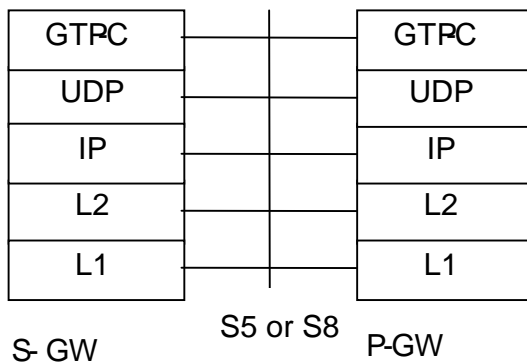 GTP-C GTP-C
UDP UDP
IP IP
L2 L2
L1 L1
S- GW S5 or S8 P-GW